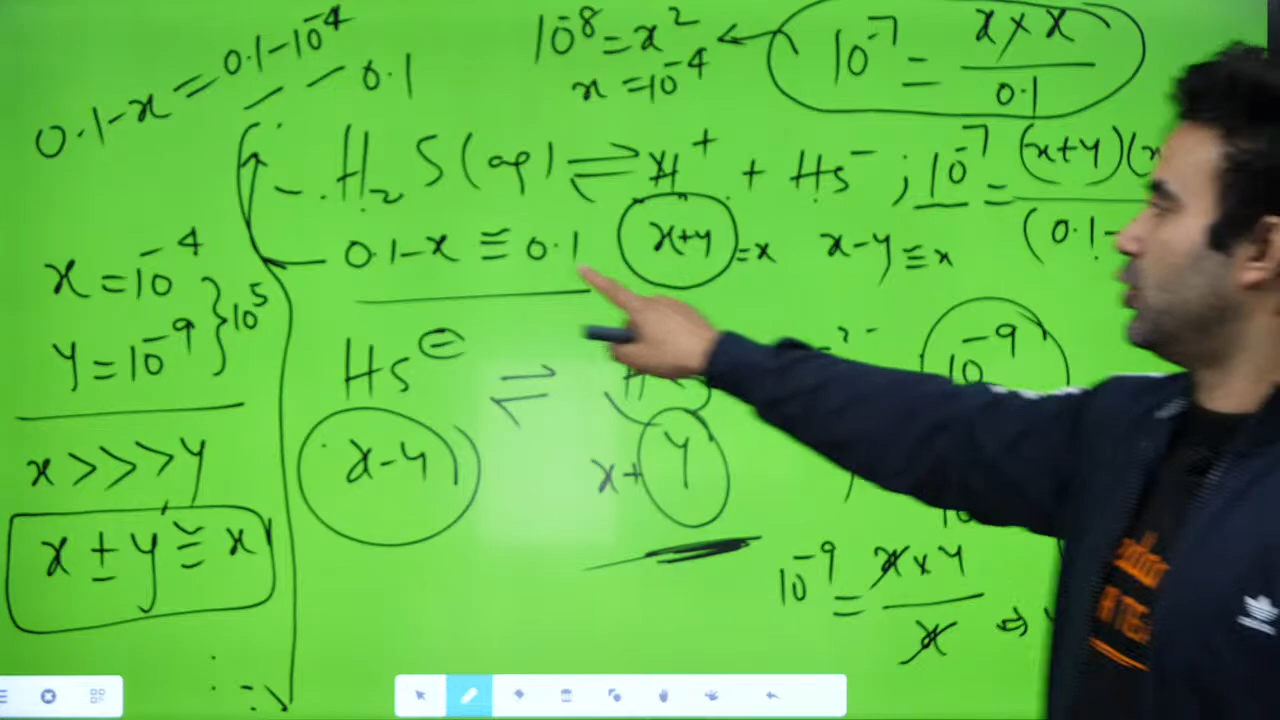 0.1-x = 0.1-10⁻⁴
= 0.1
10⁻⁸ = x²
x = 10⁻⁴
10⁻⁷ = x × x / 0.1
H₂S(aq) ⇌ H⁺ + HS⁻ ; 10⁻⁷ = (x+y)(x
(0.1-
0.1-x ≡ 0.1
x+y = x
x-y ≡ x
x = 10⁻⁴
y = 10⁻⁹
} 10⁵
HS⊖ ⇌ H
2-
10⁻⁹
x-y
x+y
10
x >>> y
x ± y ≅ x
10⁻⁹ = x × y / x ⇒